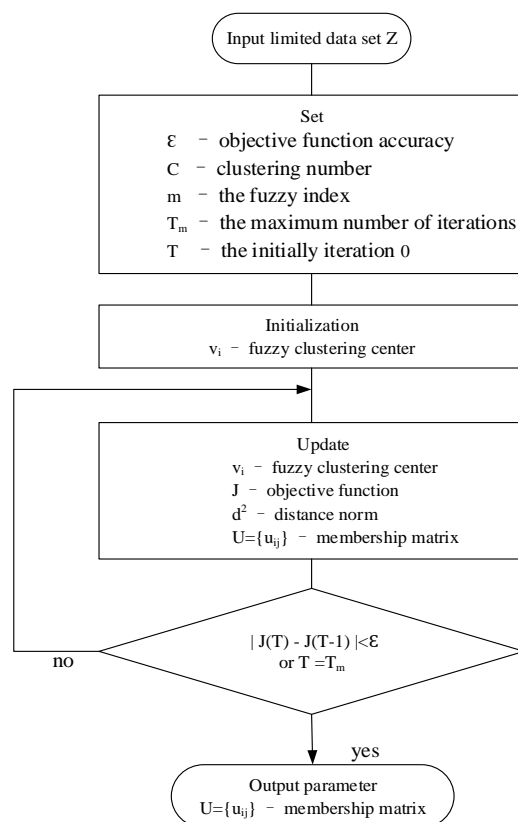 Input limited data set Z
Set
Ɛ - objective function accuracy
C - clustering number
m - the fuzzy index
Tm - the maximum number of iterations
T - the initially iteration 0
Initialization
vi - fuzzy clustering center
Update
vi - fuzzy clustering center
J - objective function
d² - distance norm
U={uij} - membership matrix
| J(T) - J(T-1) |<Ɛ
or T =Tm
no
yes
Output parameter
U={uij} - membership matrix